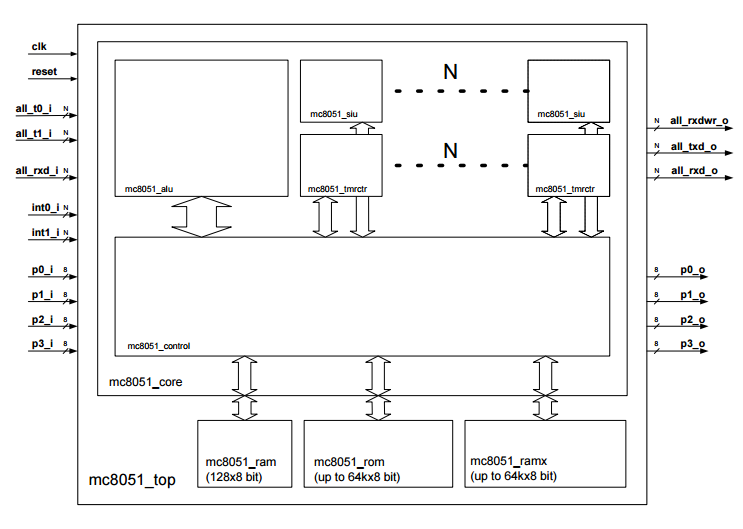 clk
reset
all_t0_i N
all_t1_i N
all_rxd_i N
int0_i N
int1_i N
p0_i 8
p1_i 8
p2_i 8
p3_i 8
N
mc8051_siu
mc8051_siu
N
mc8051_alu
mc8051_tmrctr
mc8051_tmrctr
mc8051_control
mc8051_core
mc8051_ram
(128x8 bit)
mc8051_rom
(up to 64kx8 bit)
mc8051_ramx
(up to 64kx8 bit)
mc8051_top
N all_rxdwr_o
N all_txd_o
N all_rxd_o
8 p0_o
8 p1_o
8 p2_o
8 p3_o